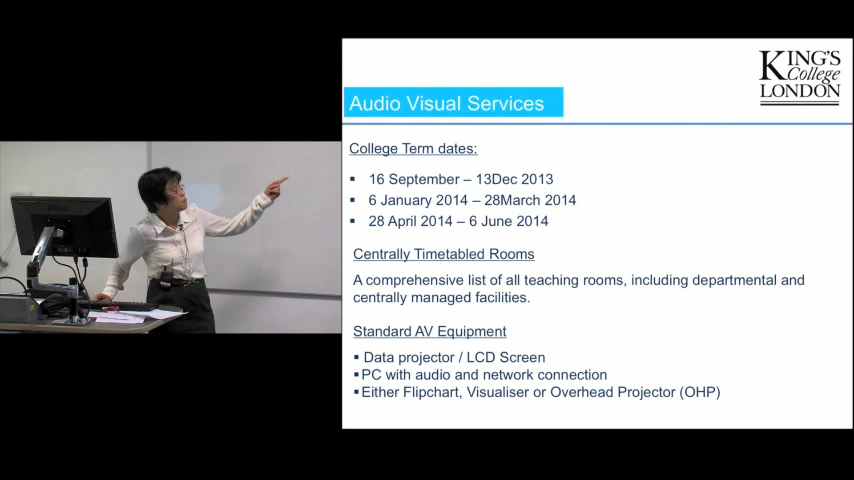 KING'S
College
LONDON
Audio Visual Services
College Term dates:
▪ 16 September – 13Dec 2013
▪ 6 January 2014 – 28March 2014
▪ 28 April 2014 – 6 June 2014
Centrally Timetabled Rooms
A comprehensive list of all teaching rooms, including departmental and
centrally managed facilities.
Standard AV Equipment
▪ Data projector / LCD Screen
▪ PC with audio and network connection
▪ Either Flipchart, Visualiser or Overhead Projector (OHP)